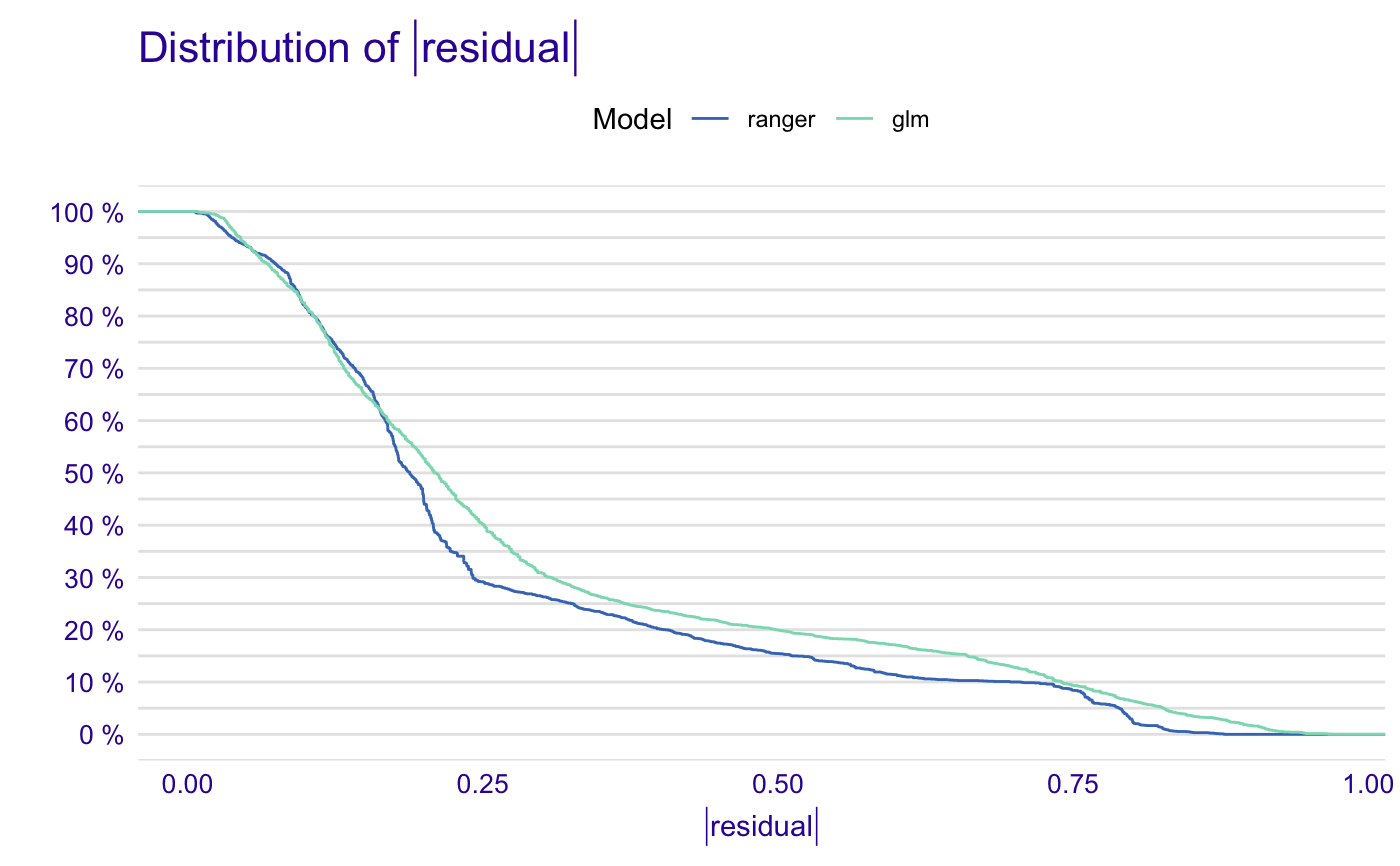 Distribution of |residual|
Model ranger glm
100 %
90 %
80 %
70 %
60 %
50 %
40 %
30 %
20 %
10 %
0 %
0.00 0.25 0.50 0.75 1.00
|residual|